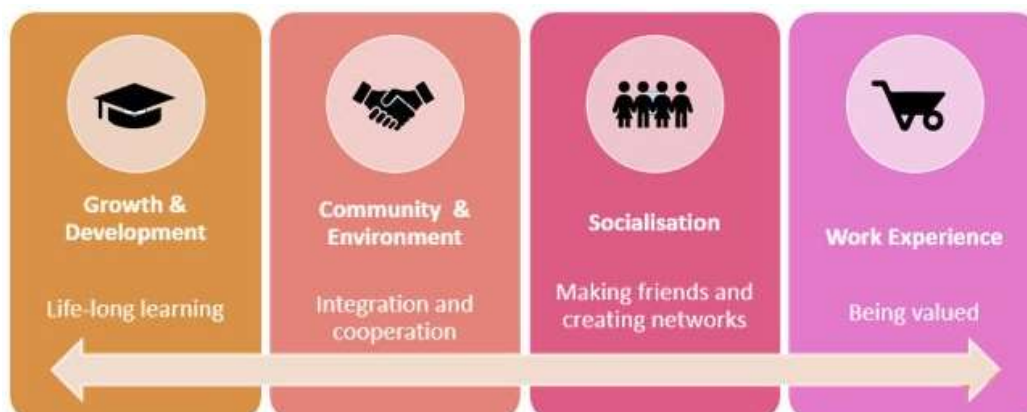 Growth &
Development
Life-long learning
Community & 
Environment
Integration and
cooperation
Socialisation
Making friends and
creating networks
Work Experience
Being valued